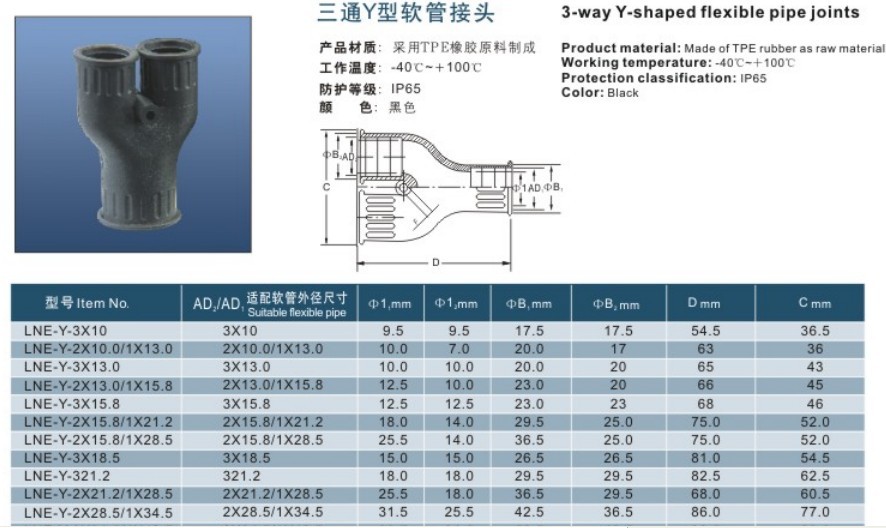 三通Y型软管接头
产品材质: 采用TPE橡胶原料制成
工作温度: -40℃~+100℃
防护等级: IP65
颜 色: 黑色
3-way Y-shaped flexible pipe joints
Product material: Made of TPE rubber as raw material
Working temperature: -40℃~+100℃
Protection classification: IP65
Color: Black
ΦB₂ AD₂
C
Φ1 AD₁ ΦB₁
F
D
型号 Item No. AD₂/AD₁ 适配软管外径尺寸 Suitable flexible pipe Φ1₁mm Φ1₂mm ΦB₁mm ΦB₂mm D mm C mm
LNE-Y-3X10 3X10 9.5 9.5 17.5 17.5 54.5 36.5
LNE-Y-2X10.0/1X13.0 2X10.0/1X13.0 10.0 7.0 20.0 17 63 36
LNE-Y-3X13.0 3X13.0 10.0 10.0 20.0 20 65 43
LNE-Y-2X13.0/1X15.8 2X13.0/1X15.8 12.5 10.0 23.0 20 66 45
LNE-Y-3X15.8 3X15.8 12.5 12.5 23.0 23 68 46
LNE-Y-2X15.8/1X21.2 2X15.8/1X21.2 18.0 14.0 29.5 25.0 75.0 52.0
LNE-Y-2X15.8/1X28.5 2X15.8/1X28.5 25.5 14.0 36.5 25.0 75.0 52.0
LNE-Y-3X18.5 3X18.5 15.0 15.0 26.5 26.5 81.0 54.5
LNE-Y-321.2 321.2 18.0 18.0 29.5 29.5 82.5 62.5
LNE-Y-2X21.2/1X28.5 2X21.2/1X28.5 25.5 18.0 36.5 29.5 68.0 60.5
LNE-Y-2X28.5/1X34.5 2X28.5/1X34.5 31.5 25.5 42.5 36.5 86.0 77.0